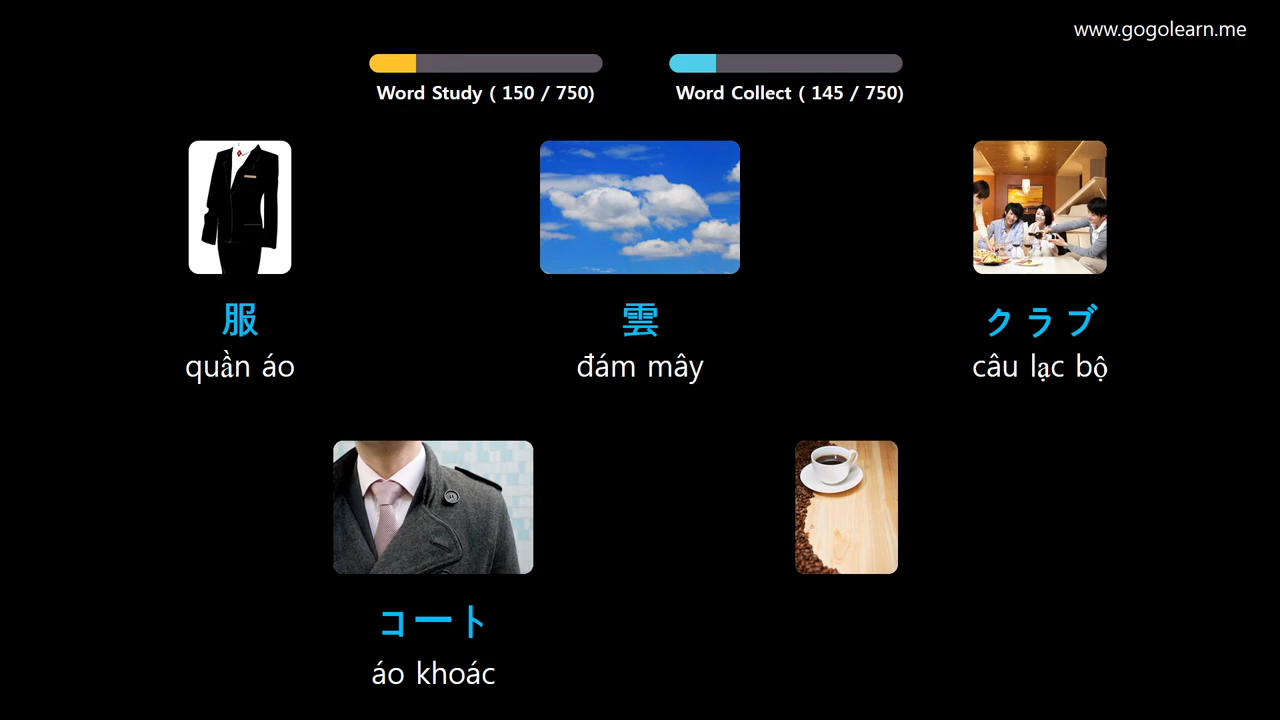 www.gogolearn.me
Word Study ( 150 / 750)
Word Collect ( 145 / 750)
服
雲
クラブ
quần áo
đám mây
câu lạc bộ
コート
áo khoác